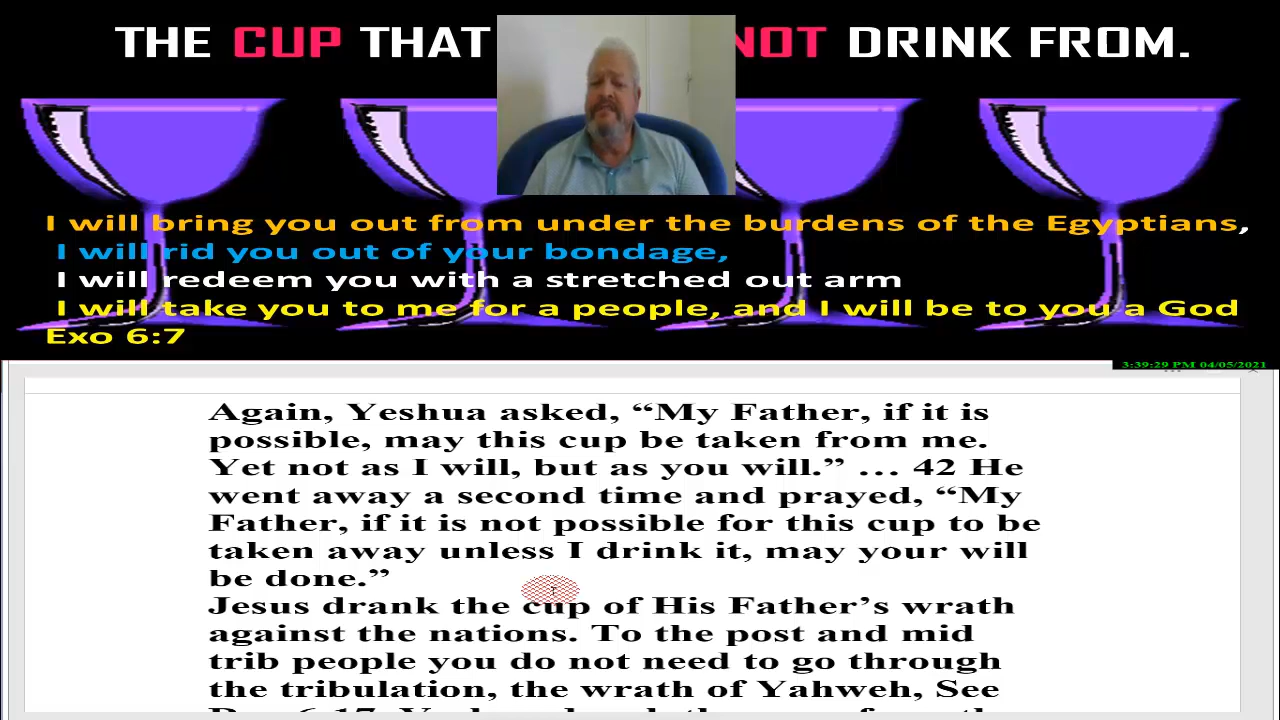 THE CUP THAT NOT DRINK FROM.
I will bring you out from under the burdens of the Egyptians,
I will rid you out of your bondage,
I will redeem you with a stretched out arm
I will take you to me for a people, and I will be to you a God
Exo 6:7
3:39:29 PM 04/05/2021
Again, Yeshua asked, “My Father, if it is
possible, may this cup be taken from me.
Yet not as I will, but as you will.” … 42 He
went away a second time and prayed, “My
Father, if it is not possible for this cup to be
taken away unless I drink it, may your will
be done.”
Jesus drank the cup of His Father’s wrath
against the nations. To the post and mid
trib people you do not need to go through
the tribulation, the wrath of Yahweh, See